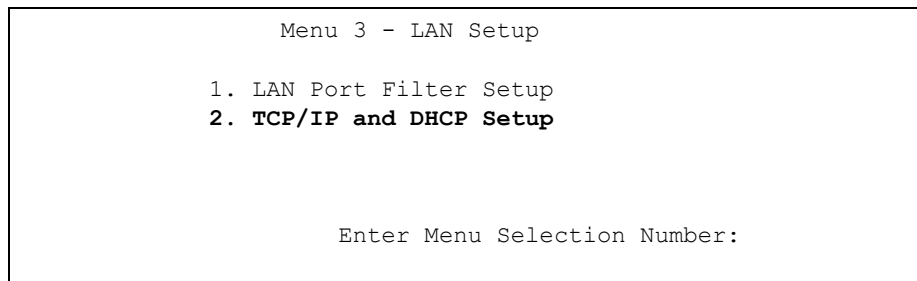 Menu 3 - LAN Setup
1. LAN Port Filter Setup
2. TCP/IP and DHCP Setup
Enter Menu Selection Number: